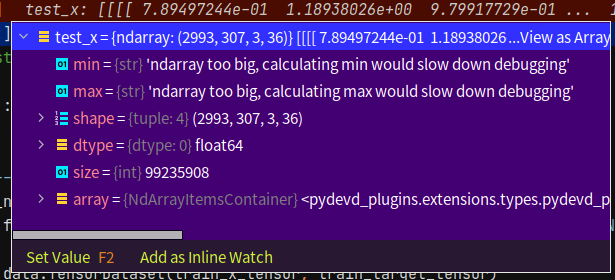 test_x: [[[[ 7.89497244e-01 1.18938026e+00 9.79917729e-01 ... 1
test_x = {ndarray: (2993, 307, 3, 36)} [[[[ 7.89497244e-01 1.18938026 ...View as Array
min = {str} 'ndarray too big, calculating min would slow down debugging'
max = {str} 'ndarray too big, calculating max would slow down debugging'
shape = {tuple: 4} (2993, 307, 3, 36)
dtype = {dtype: 0} float64
size = {int} 99235908
array = {NdArrayItemsContainer} <pydevd_plugins.extensions.types.pydevd_p
Set Value F2 Add as Inline Watch
data.TensorDataset(train_x_tensor, train_target_tensor)